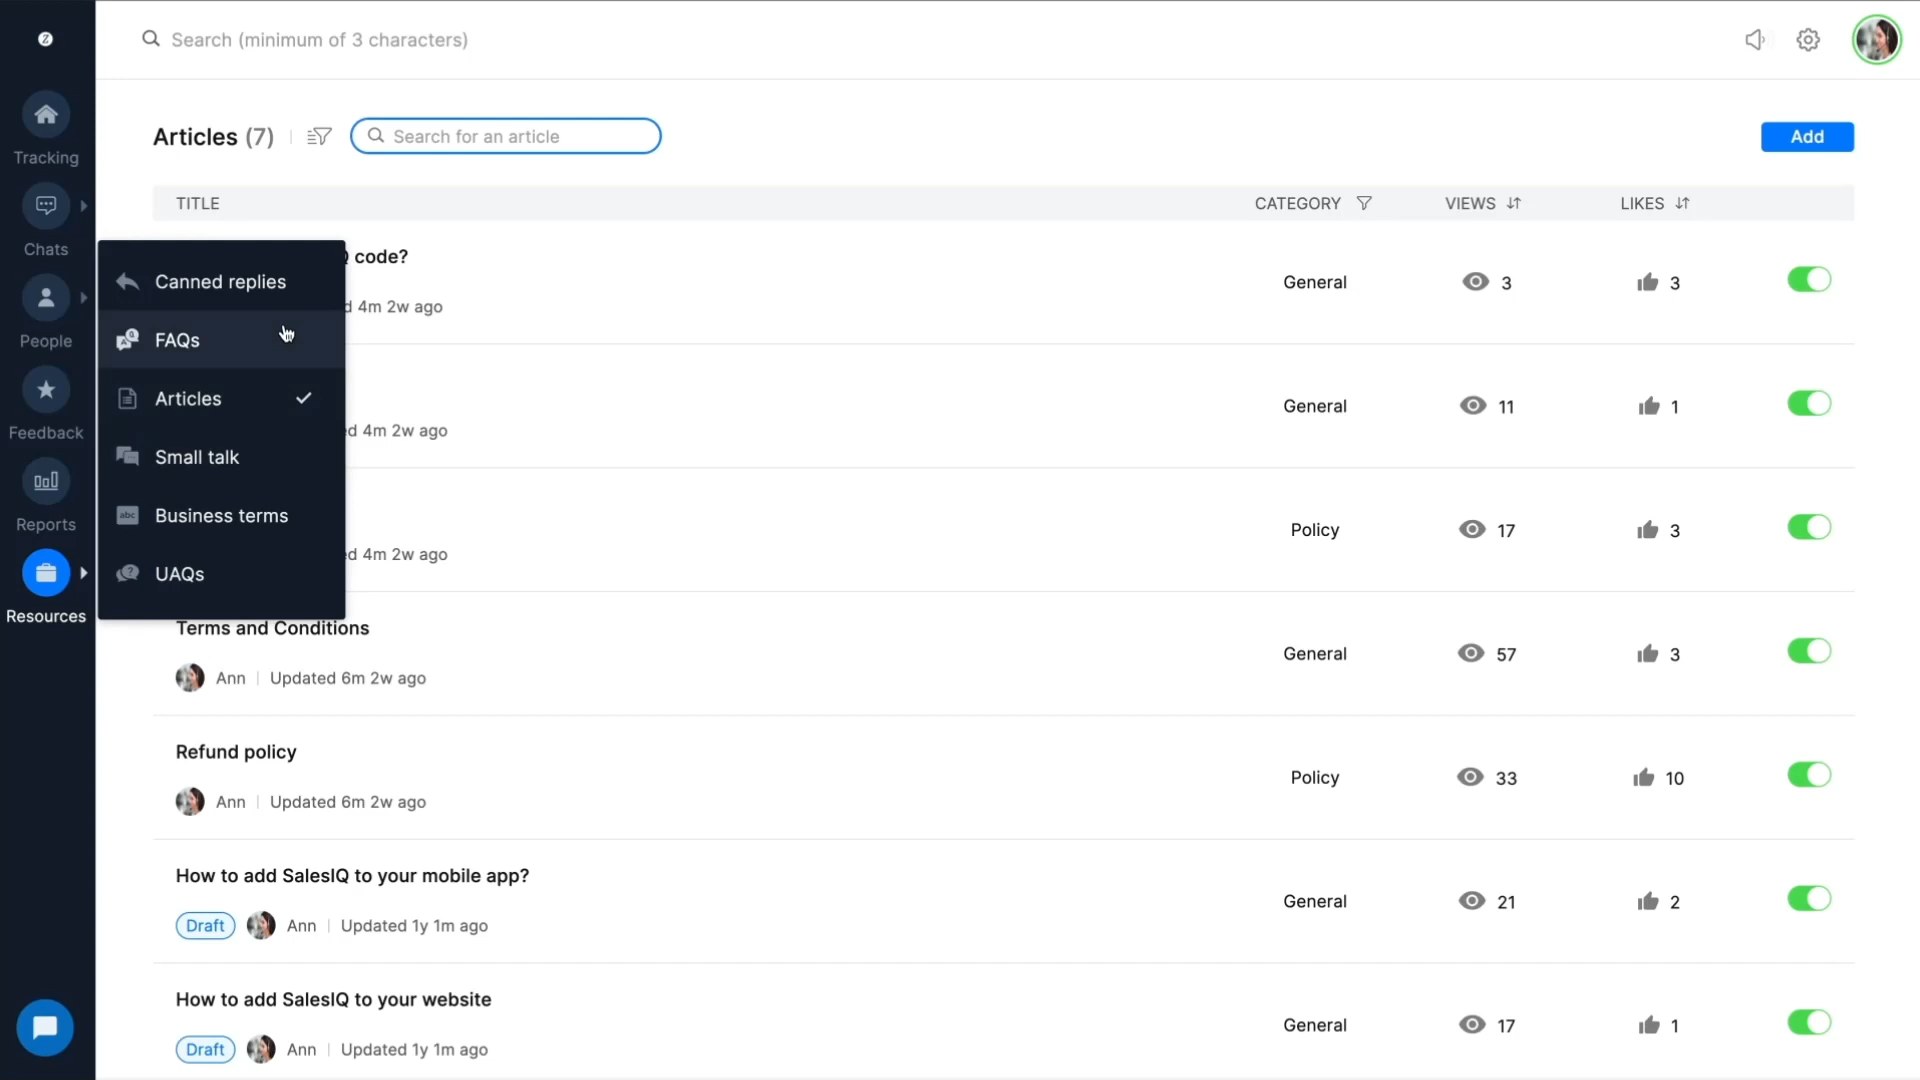 Search (minimum of 3 characters)
Tracking
Chats
People
Feedback
Reports
Resources
Articles (7)
Search for an article
Add
TITLE
CATEGORY
VIEWS
LIKES
Canned replies
FAQs
Articles
Small talk
Business terms
abc
UAQs
code?
4m 2w ago
General
3
3
4m 2w ago
General
11
1
4m 2w ago
Policy
17
3
Terms and Conditions
Ann | Updated 6m 2w ago
General
57
3
Refund policy
Ann | Updated 6m 2w ago
Policy
33
10
How to add SalesIQ to your mobile app?
Draft Ann | Updated 1y 1m ago
General
21
2
How to add SalesIQ to your website
Draft Ann | Updated 1y 1m ago
General
17
1